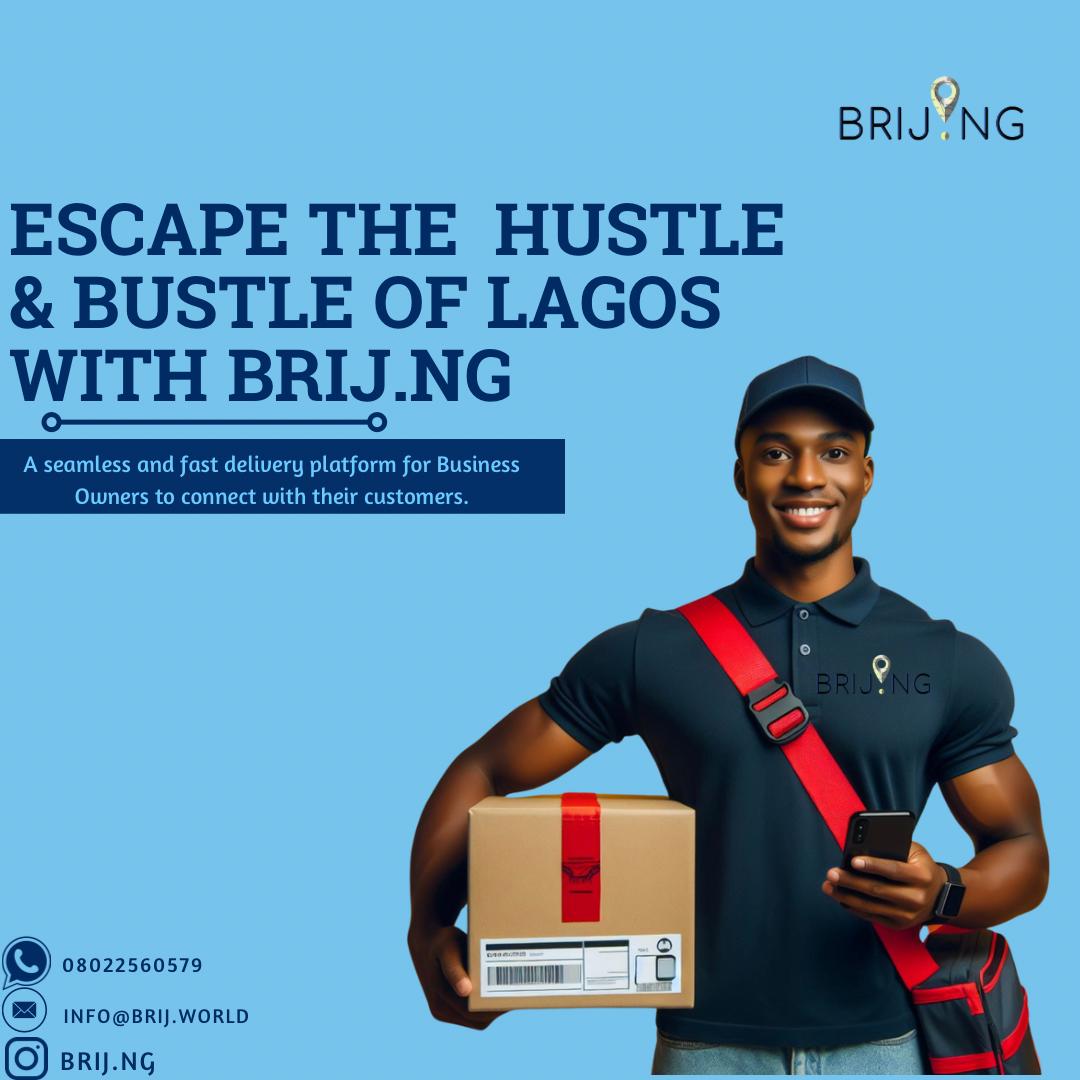 BRIJ.NG
ESCAPE THE HUSTLE
& BUSTLE OF LAGOS
WITH BRIJ.NG
A seamless and fast delivery platform for Business
Owners to connect with their customers.
BRIJ.NG
08022560579
INFO@BRIJ.WORLD
BRIJ.NG